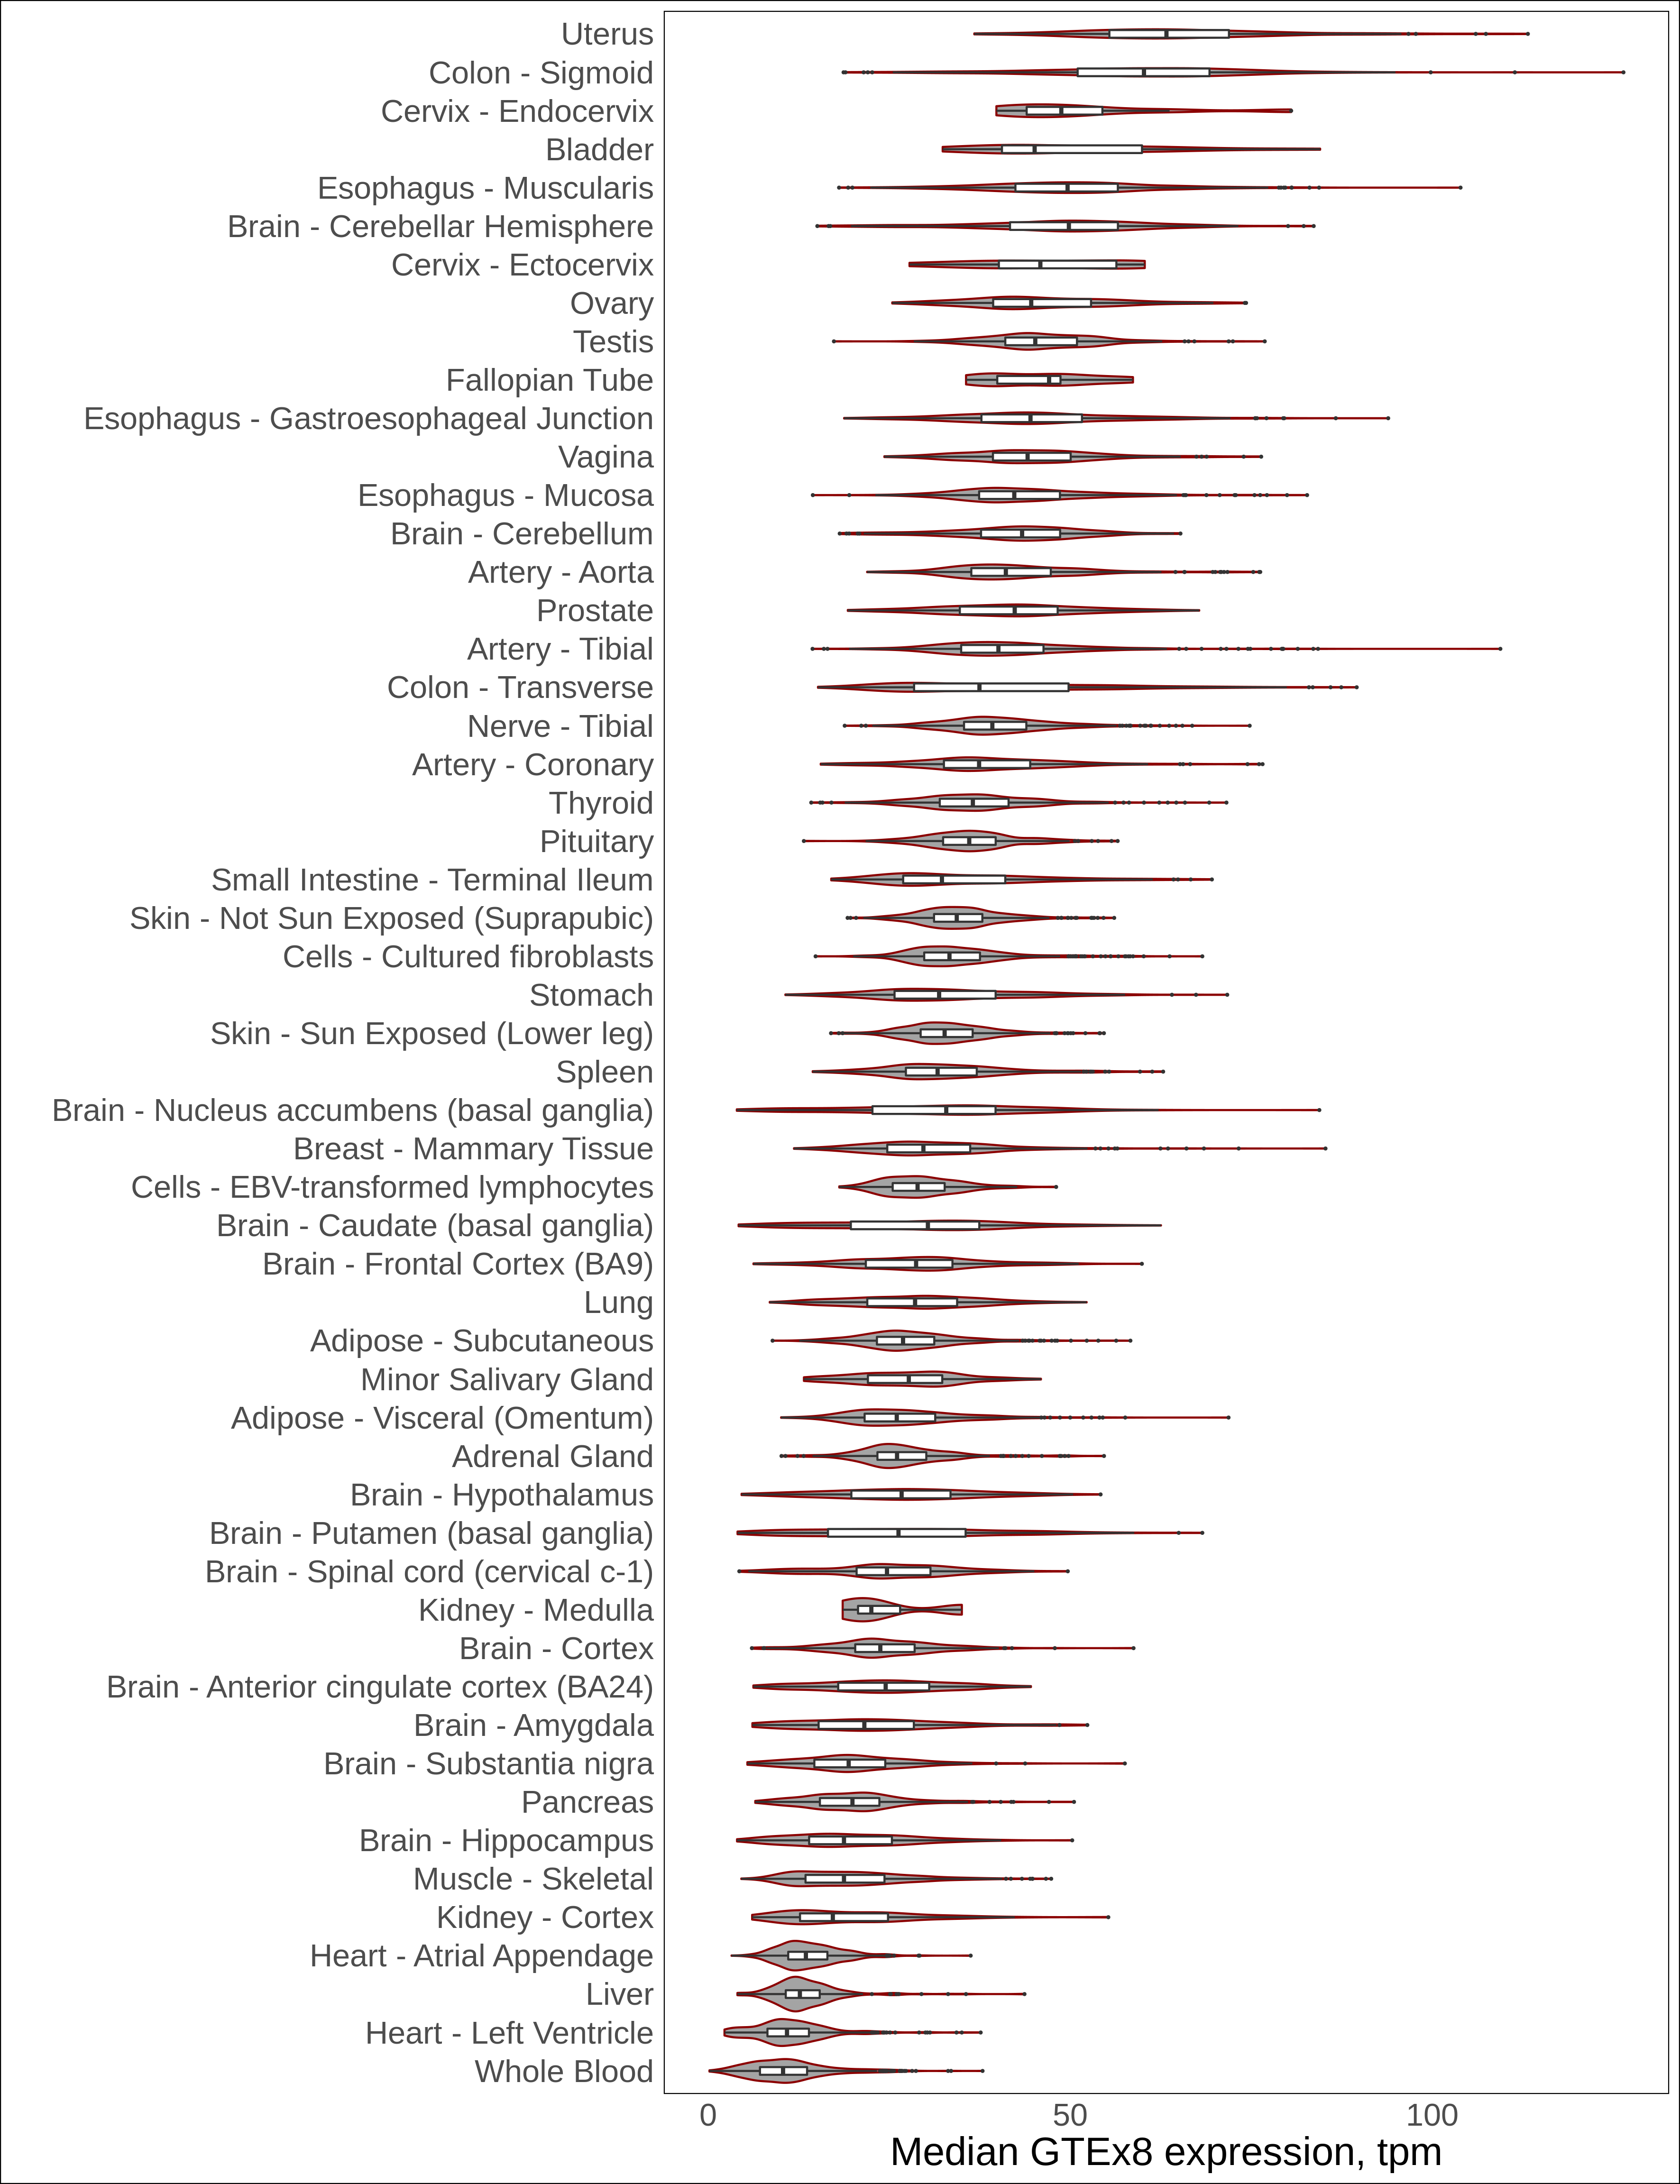 Uterus
Colon - Sigmoid
Cervix - Endocervix
Bladder
Esophagus - Muscularis
Brain - Cerebellar Hemisphere
Cervix - Ectocervix
Ovary
Testis
Fallopian Tube
Esophagus - Gastroesophageal Junction
Vagina
Esophagus - Mucosa
Brain - Cerebellum
Artery - Aorta
Prostate
Artery - Tibial
Colon - Transverse
Nerve - Tibial
Artery - Coronary
Thyroid
Pituitary
Small Intestine - Terminal Ileum
Skin - Not Sun Exposed (Suprapubic)
Cells - Cultured fibroblasts
Stomach
Skin - Sun Exposed (Lower leg)
Spleen
Brain - Nucleus accumbens (basal ganglia)
Breast - Mammary Tissue
Cells - EBV-transformed lymphocytes
Brain - Caudate (basal ganglia)
Brain - Frontal Cortex (BA9)
Lung
Adipose - Subcutaneous
Minor Salivary Gland
Adipose - Visceral (Omentum)
Adrenal Gland
Brain - Hypothalamus
Brain - Putamen (basal ganglia)
Brain - Spinal cord (cervical c-1)
Kidney - Medulla
Brain - Cortex
Brain - Anterior cingulate cortex (BA24)
Brain - Amygdala
Brain - Substantia nigra
Pancreas
Brain - Hippocampus
Muscle - Skeletal
Kidney - Cortex
Heart - Atrial Appendage
Liver
Heart - Left Ventricle
Whole Blood
0 50 100
Median GTEx8 expression, tpm